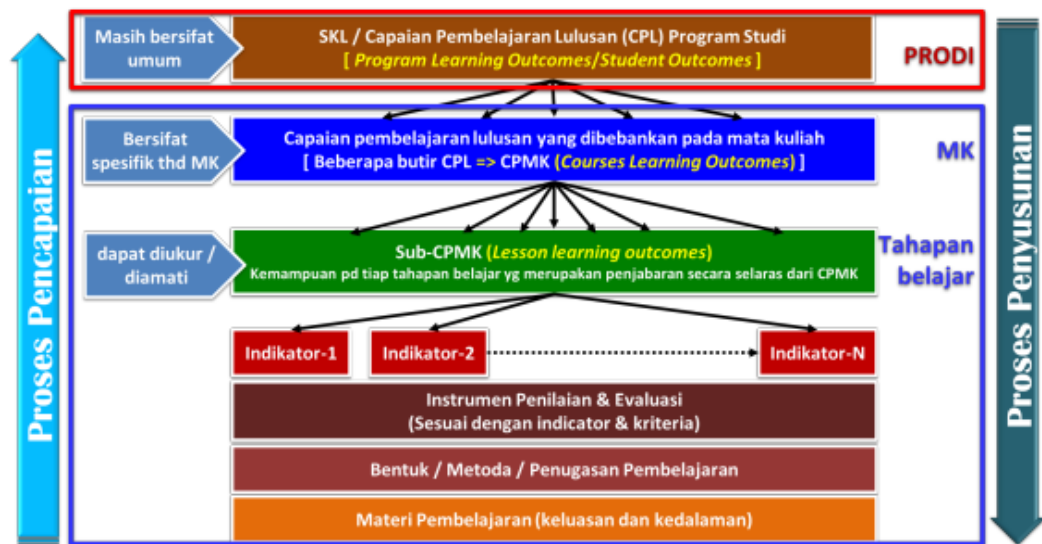 Proses Pencapaian
Masih bersifat
umum
SKL / Capaian Pembelajaran Lulusan (CPL) Program Studi
[ Program Learning Outcomes/Student Outcomes ]
PRODI
Bersifat
spesifik thd MK
Capaian pembelajaran lulusan yang dibebankan pada mata kuliah
[ Beberapa butir CPL => CPMK (Courses Learning Outcomes) ]
MK
dapat diukur /
diamati
Sub-CPMK (Lesson learning outcomes)
Kemampuan pd tiap tahapan belajar yg merupakan penjabaran secara selaras dari CPMK
Tahapan
belajar
Indikator-1
Indikator-2
Indikator-N
Instrumen Penilaian & Evaluasi
(Sesuai dengan indicator & kriteria)
Bentuk / Metoda / Penugasan Pembelajaran
Materi Pembelajaran (keluasan dan kedalaman)
Proses Penyusunan